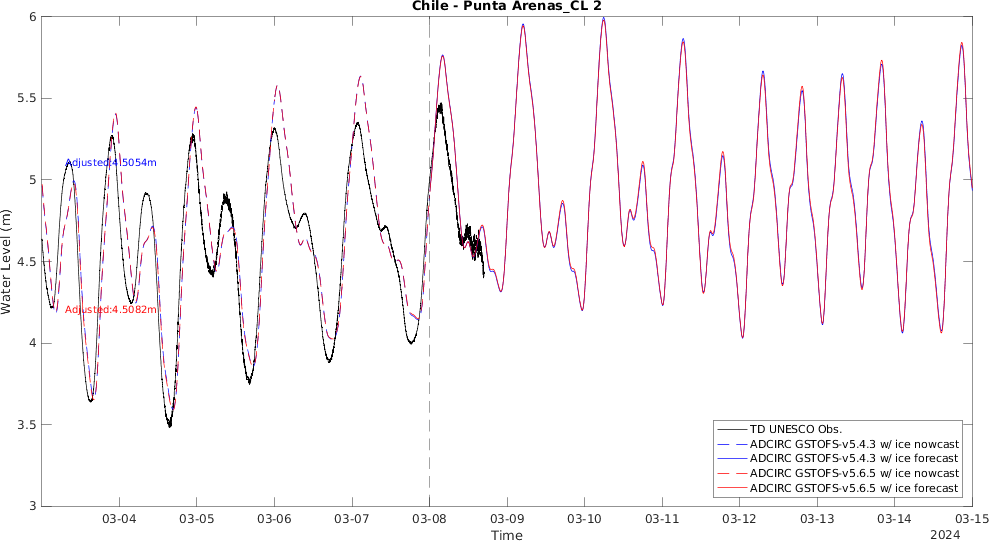 Chile - Punta Arenas_CL 2
6
5.5
5
4.5
4
3.5
3
Water Level (m)
Adjusted:4.5054m
Adjusted:4.5082m
TD UNESCO Obs.
ADCIRC GSTOFS-v5.4.3 w/ ice nowcast
ADCIRC GSTOFS-v5.4.3 w/ ice forecast
ADCIRC GSTOFS-v5.6.5 w/ ice nowcast
ADCIRC GSTOFS-v5.6.5 w/ ice forecast
03-04 03-05 03-06 03-07 03-08 03-09 03-10 03-11 03-12 03-13 03-14 03-15
Time
2024